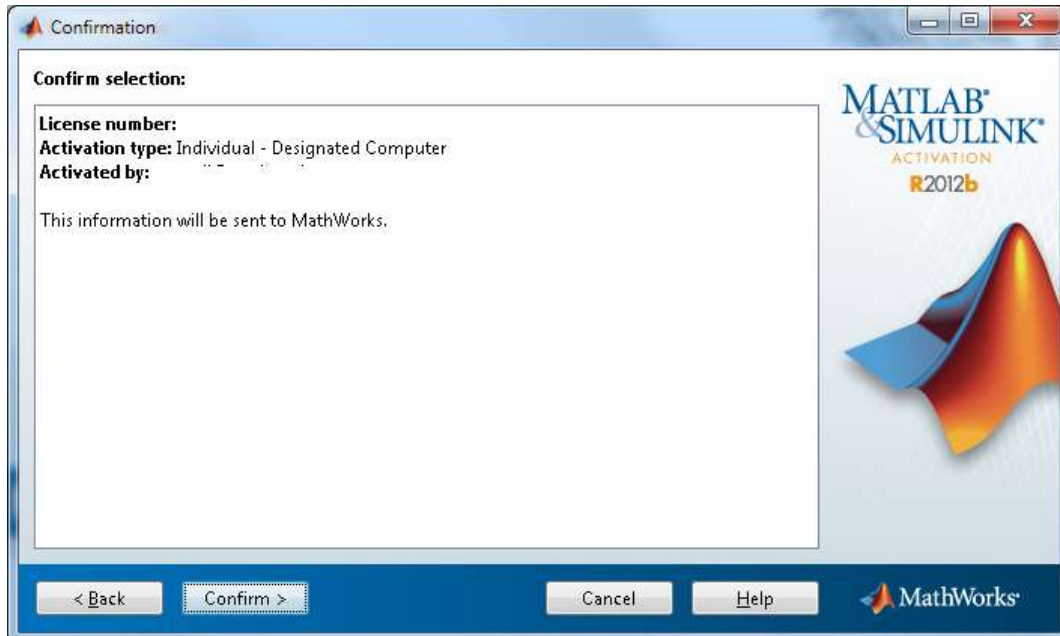 Confirmation
Confirm selection:
License number:
Activation type: Individual - Designated Computer
Activated by:
This information will be sent to MathWorks.
MATLAB®
&SIMULINK®
ACTIVATION
R2012b
< Back
Confirm >
Cancel
Help
MathWorks®